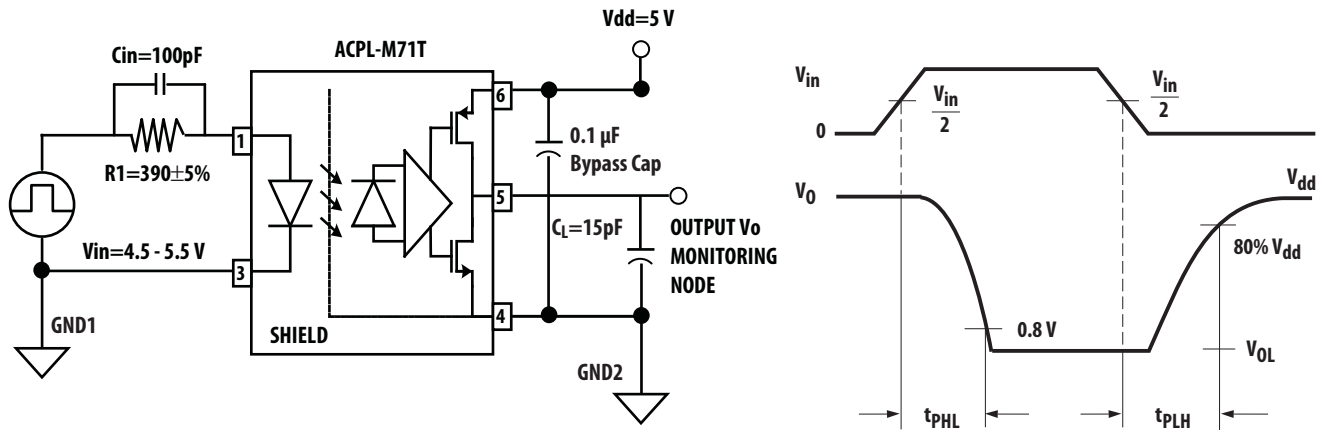 Vdd=5 V
Cin=100pF
ACPL-M71T
6
1
R1=390±5%
0.1 µF
Bypass Cap
5
CL=15pF
OUTPUT Vo
MONITORING
NODE
Vin=4.5 - 5.5 V
3
4
GND1
SHIELD
GND2
Vin
Vin
2
Vin
2
0
VO
Vdd
80% Vdd
0.8 V
VOL
tPHL
tPLH